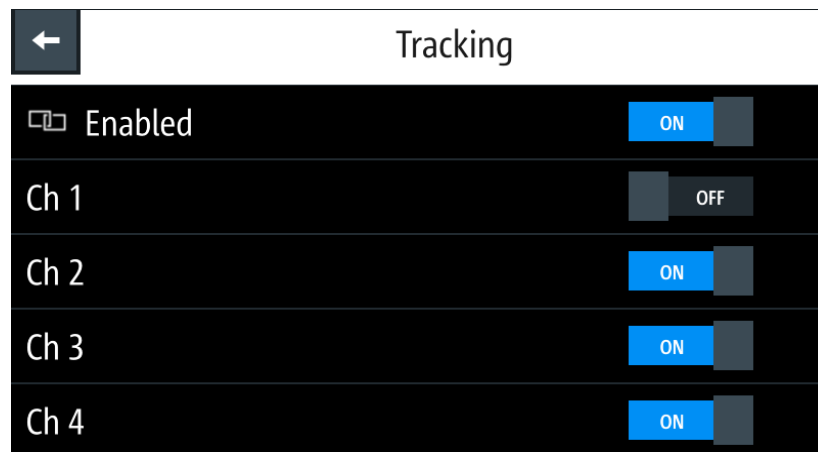 Tracking
Enabled ON
Ch 1 OFF
Ch 2 ON
Ch 3 ON
Ch 4 ON